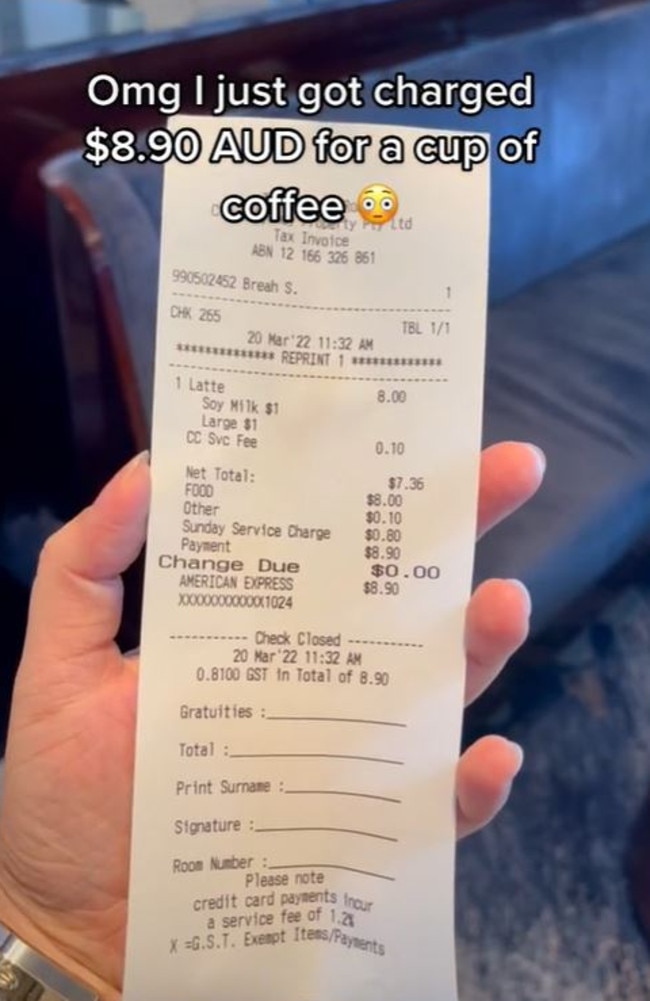 Omg I just got charged
$8.90 AUD for a cup of
coffee 😳
Ltd
Tax Invoice
ABN 12 166 326 861
990502452 Breah S. 1
CHK 265 TBL 1/1
20 Mar'22 11:32 AM
************** REPRINT 1 *************
1 Latte 8.00
Soy Milk $1
Large $1
CC Svc Fee 0.10
Net Total: $7.36
FOOD $8.00
Other $0.10
Sunday Service Charge $0.80
Payment $8.90
Change Due $0.00
AMERICAN EXPRESS $8.90
XXXXXXXXXXXX1024
---------- Check Closed ----------
20 Mar'22 11:32 AM
0.8100 GST in Total of 8.90
Gratuities :
Total :
Print Surname :
Signature :
Room Number :
Please note
credit card payments incur
a service fee of 1.2%
X =G.S.T. Exempt Items/Payments